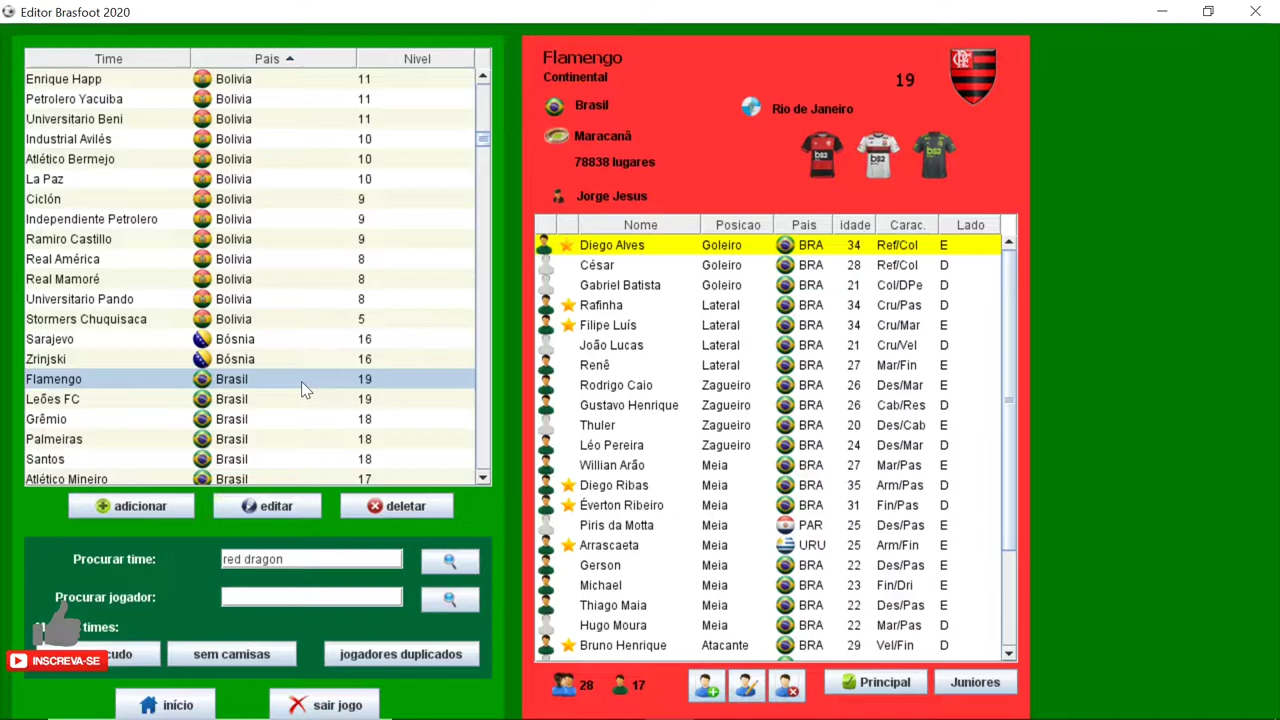 Editor Brasfoot 2020
Time Pais Nivel
Enrique Happ Bolivia 11
Petrolero Yacuiba Bolivia 11
Universitario Beni Bolivia 11
Industrial Avilés Bolivia 10
Atlético Bermejo Bolivia 10
La Paz Bolivia 10
Ciclón Bolivia 9
Independiente Petrolero Bolivia 9
Ramiro Castillo Bolivia 9
Real América Bolivia 8
Real Mamoré Bolivia 8
Universitario Pando Bolivia 8
Stormers Chuquisaca Bolivia 5
Sarajevo Bósnia 16
Zrinjski Bósnia 16
Flamengo Brasil 19
Leões FC Brasil 19
Grêmio Brasil 18
Palmeiras Brasil 18
Santos Brasil 18
Atlético Mineiro Brasil 17
adicionar editar deletar
Procurar time: red dragon
Procurar jogador:
times:
udo sem camisas jogadores duplicados
INSCREVA-SE
início sair jogo
Flamengo
Continental
19
Brasil Rio de Janeiro
Maracanã
78838 lugares
Jorge Jesus
Nome Posicao Pais idade Carac. Lado
Diego Alves Goleiro BRA 34 Ref/Col E
César Goleiro BRA 28 Ref/Col D
Gabriel Batista Goleiro BRA 21 Col/DPe D
Rafinha Lateral BRA 34 Cru/Pas D
Filipe Luís Lateral BRA 34 Cru/Mar E
João Lucas Lateral BRA 21 Cru/Vel D
Renê Lateral BRA 27 Mar/Fin E
Rodrigo Caio Zagueiro BRA 26 Des/Mar E
Gustavo Henrique Zagueiro BRA 26 Cab/Res D
Thuler Zagueiro BRA 20 Des/Cab E
Léo Pereira Zagueiro BRA 24 Des/Mar D
Willian Arão Meia BRA 27 Mar/Pas E
Diego Ribas Meia BRA 35 Arm/Pas D
Éverton Ribeiro Meia BRA 31 Fin/Pas D
Piris da Motta Meia PAR 25 Des/Pas E
Arrascaeta Meia URU 25 Arm/Fin E
Gerson Meia BRA 22 Des/Pas E
Michael Meia BRA 23 Fin/Dri E
Thiago Maia Meia BRA 22 Des/Pas E
Hugo Moura Meia BRA 22 Mar/Pas D
Bruno Henrique Atacante BRA 29 Vel/Fin D
28 17 Principal Juniores